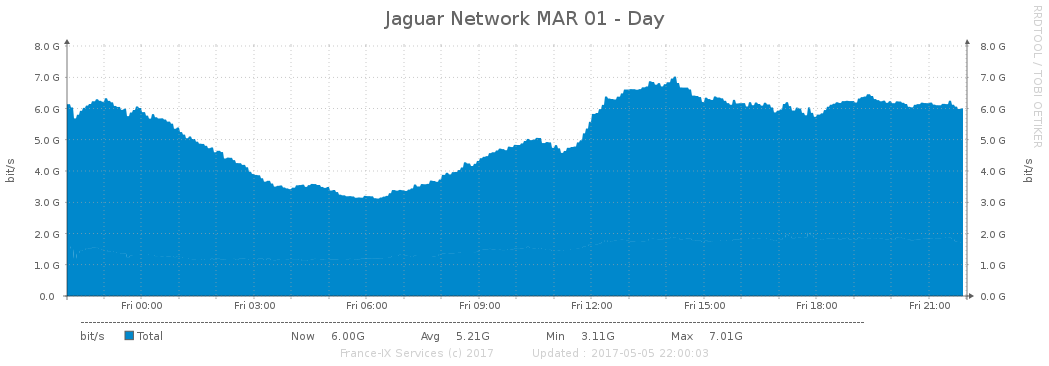 Jaguar Network MAR 01 - Day
RRDTOOL / TOBI OETIKER
bit/s
bit/s
8.0 G 8.0 G
7.0 G 7.0 G
6.0 G 6.0 G
5.0 G 5.0 G
4.0 G 4.0 G
3.0 G 3.0 G
2.0 G 2.0 G
1.0 G 1.0 G
0.0 0.0 G
Fri 00:00 Fri 03:00 Fri 06:00 Fri 09:00 Fri 12:00 Fri 15:00 Fri 18:00 Fri 21:00
bit/s Total Now 6.00G Avg 5.21G Min 3.11G Max 7.01G
France-IX Services (c) 2017 Updated : 2017-05-05 22:00:03